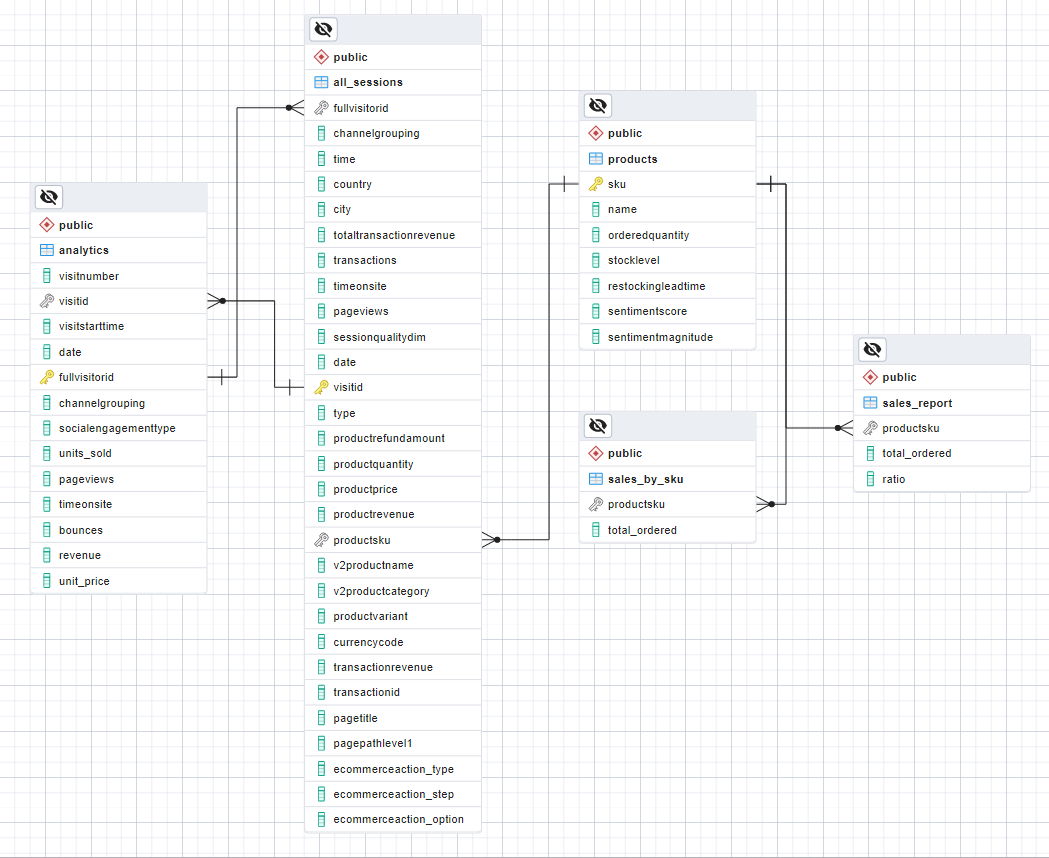 public
analytics
visitnumber
visitid
visitstarttime
date
fullvisitorid
channelgrouping
socialengagementtype
units_sold
pageviews
timeonsite
bounces
revenue
unit_price
public
all_sessions
fullvisitorid
channelgrouping
time
country
city
totaltransactionrevenue
transactions
timeonsite
pageviews
sessionqualitydim
date
visitid
type
productrefundamount
productquantity
productprice
productrevenue
productsku
v2productname
v2productcategory
productvariant
currencycode
transactionrevenue
transactionid
pagetitle
pagepathlevel1
ecommerceaction_type
ecommerceaction_step
ecommerceaction_option
public
products
sku
name
orderedquantity
stocklevel
restockingleadtime
sentimentscore
sentimentmagnitude
public
sales_by_sku
productsku
total_ordered
public
sales_report
productsku
total_ordered
ratio